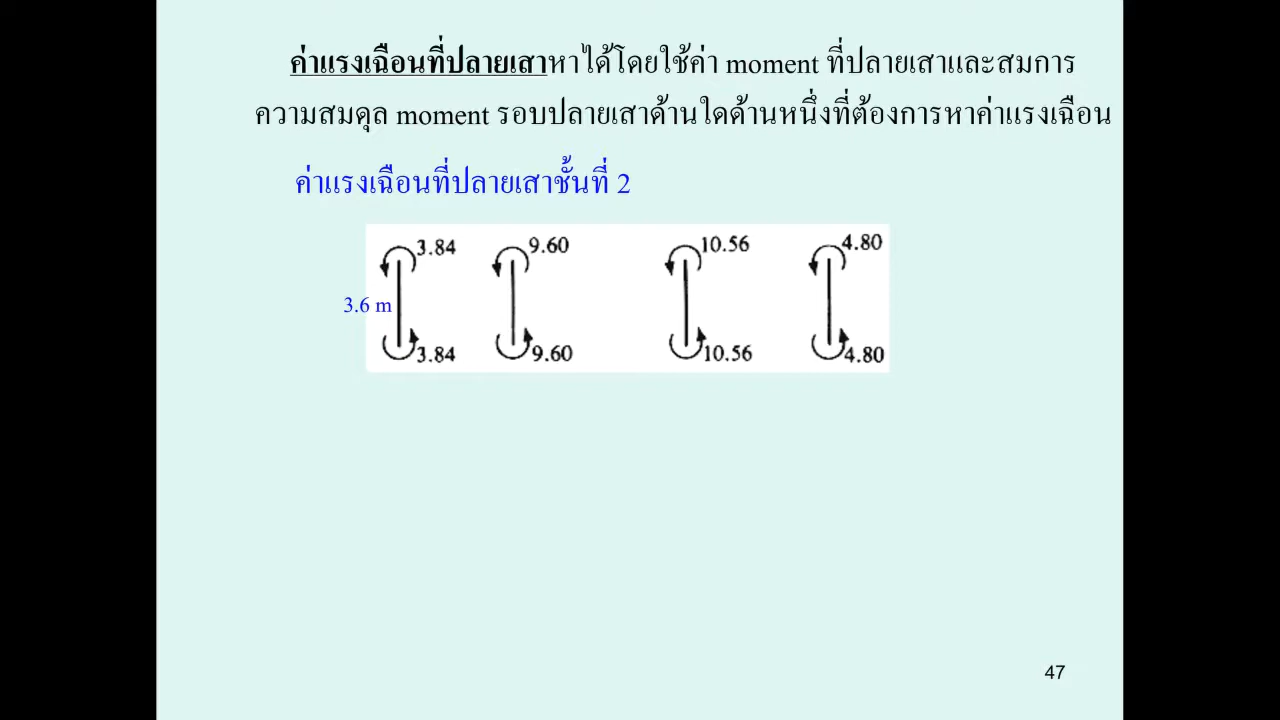 ค่าแรงเฉือนที่ปลายเสาหาได้โดยใช้ค่า moment ที่ปลายเสาและสมการ
ความสมดุล moment รอบปลายเสาด้านใดด้านหนึ่งที่ต้องการหาค่าแรงเฉือน
ค่าแรงเฉือนที่ปลายเสาชั้นที่ 2
3.84 9.60 10.56 4.80
3.6 m
3.84 9.60 10.56 4.80
47